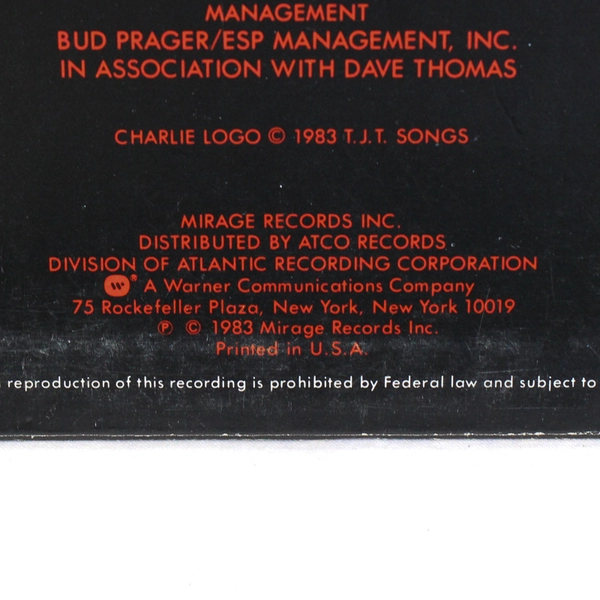 MANAGEMENT
BUD PRAGER/ESP MANAGEMENT, INC.
IN ASSOCIATION WITH DAVE THOMAS
CHARLIE LOGO © 1983 T.J.T. SONGS
MIRAGE RECORDS INC.
DISTRIBUTED BY ATCO RECORDS
DIVISION OF ATLANTIC RECORDING CORPORATION
® A Warner Communications Company
75 Rockefeller Plaza, New York, New York 10019
℗ © 1983 Mirage Records Inc.
Printed in U.S.A.
reproduction of this recording is prohibited by Federal law and subject to